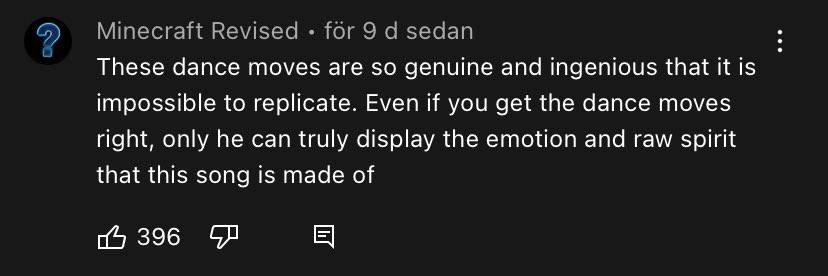 Minecraft Revised • för 9 d sedan
These dance moves are so genuine and ingenious that it is
impossible to replicate. Even if you get the dance moves
right, only he can truly display the emotion and raw spirit
that this song is made of
396